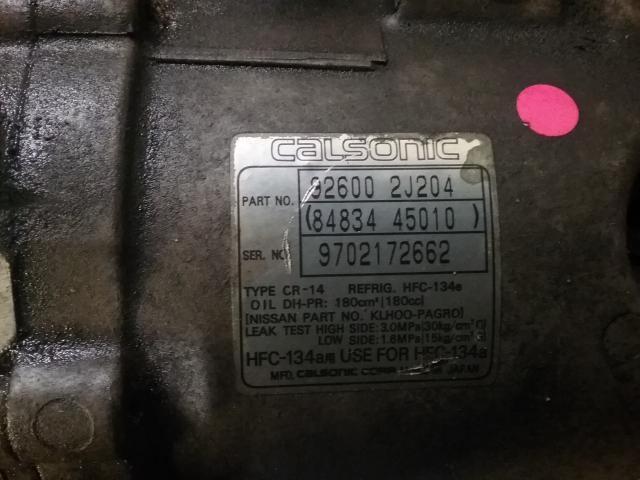 calsonic
PART NO. 92600 2J204
(84834 45010 )
SER. NO. 9702172662
TYPE CR-14 REFRIG. HFC-134a
OIL DH-PR: 180cm³ [180cc]
[NISSAN PART NO. KLH00-PAGR0]
LEAK TEST HIGH SIDE: 3.0MPa [30kg/cm²G]
LOW SIDE: 1.6MPa [15kg/cm²G]
HFC-134a用 USE FOR HFC-134a
MFD. calsonic CORP. JAPAN